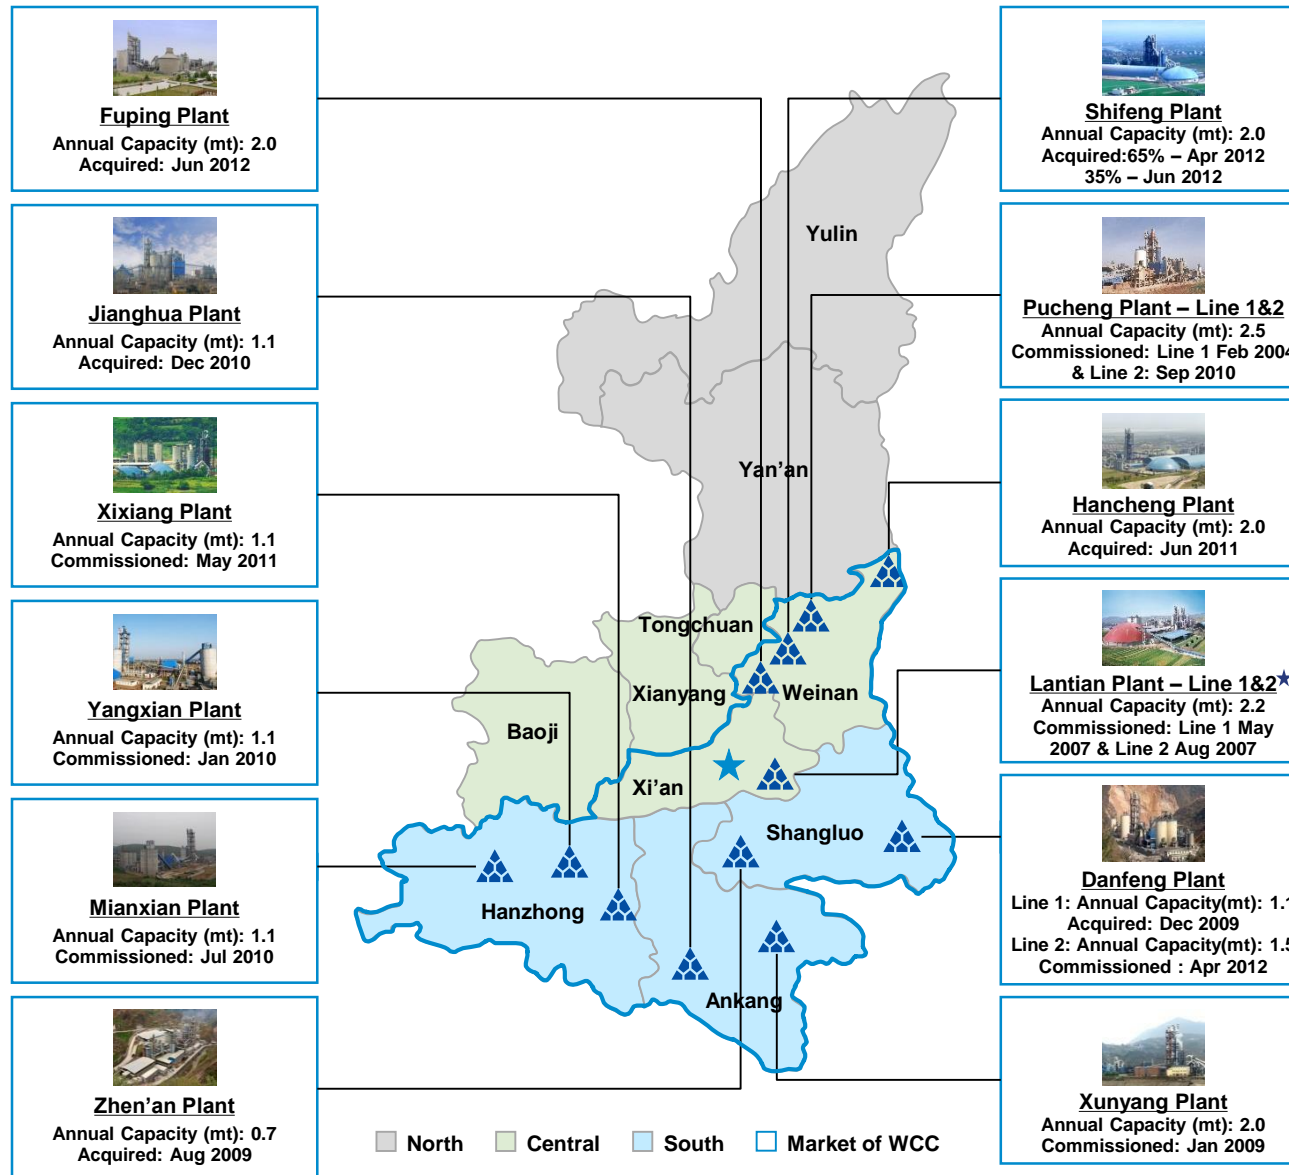 Fuping Plant
Annual Capacity (mt): 2.0
Acquired: Jun 2012
Jianghua Plant
Annual Capacity (mt): 1.1
Acquired: Dec 2010
Xixiang Plant
Annual Capacity (mt): 1.1
Commissioned: May 2011
Yangxian Plant
Annual Capacity (mt): 1.1
Commissioned: Jan 2010
Mianxian Plant
Annual Capacity (mt): 1.1
Commissioned: Jul 2010
Zhen'an Plant
Annual Capacity (mt): 0.7
Acquired: Aug 2009
Yulin
Yan'an
Tongchuan
Xianyang
Weinan
Baoji
Xi'an
Shangluo
Hanzhong
Ankang
North
Central
South
Market of WCC
Shifeng Plant
Annual Capacity (mt): 2.0
Acquired:65% – Apr 2012
35% – Jun 2012
Pucheng Plant – Line 1&2
Annual Capacity (mt): 2.5
Commissioned: Line 1 Feb 2004
& Line 2: Sep 2010
Hancheng Plant
Annual Capacity (mt): 2.0
Acquired: Jun 2011
Lantian Plant – Line 1&2
Annual Capacity (mt): 2.2
Commissioned: Line 1 May
2007 & Line 2 Aug 2007
Danfeng Plant
Line 1: Annual Capacity(mt): 1.1
Acquired: Dec 2009
Line 2: Annual Capacity(mt): 1.5
Commissioned : Apr 2012
Xunyang Plant
Annual Capacity (mt): 2.0
Commissioned: Jan 2009